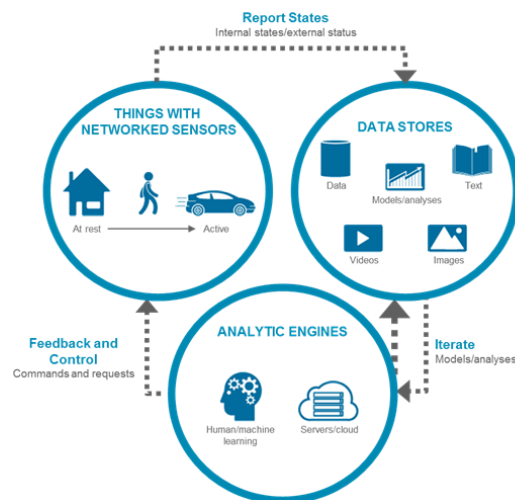 Report States
Internal states/external status
THINGS WITH
NETWORKED SENSORS
At rest
Active
DATA STORES
Data
Models/analyses
Text
Videos
Images
Feedback and
Control
Commands and requests
ANALYTIC ENGINES
Human/machine
learning
Servers/cloud
Iterate
Models/analyses